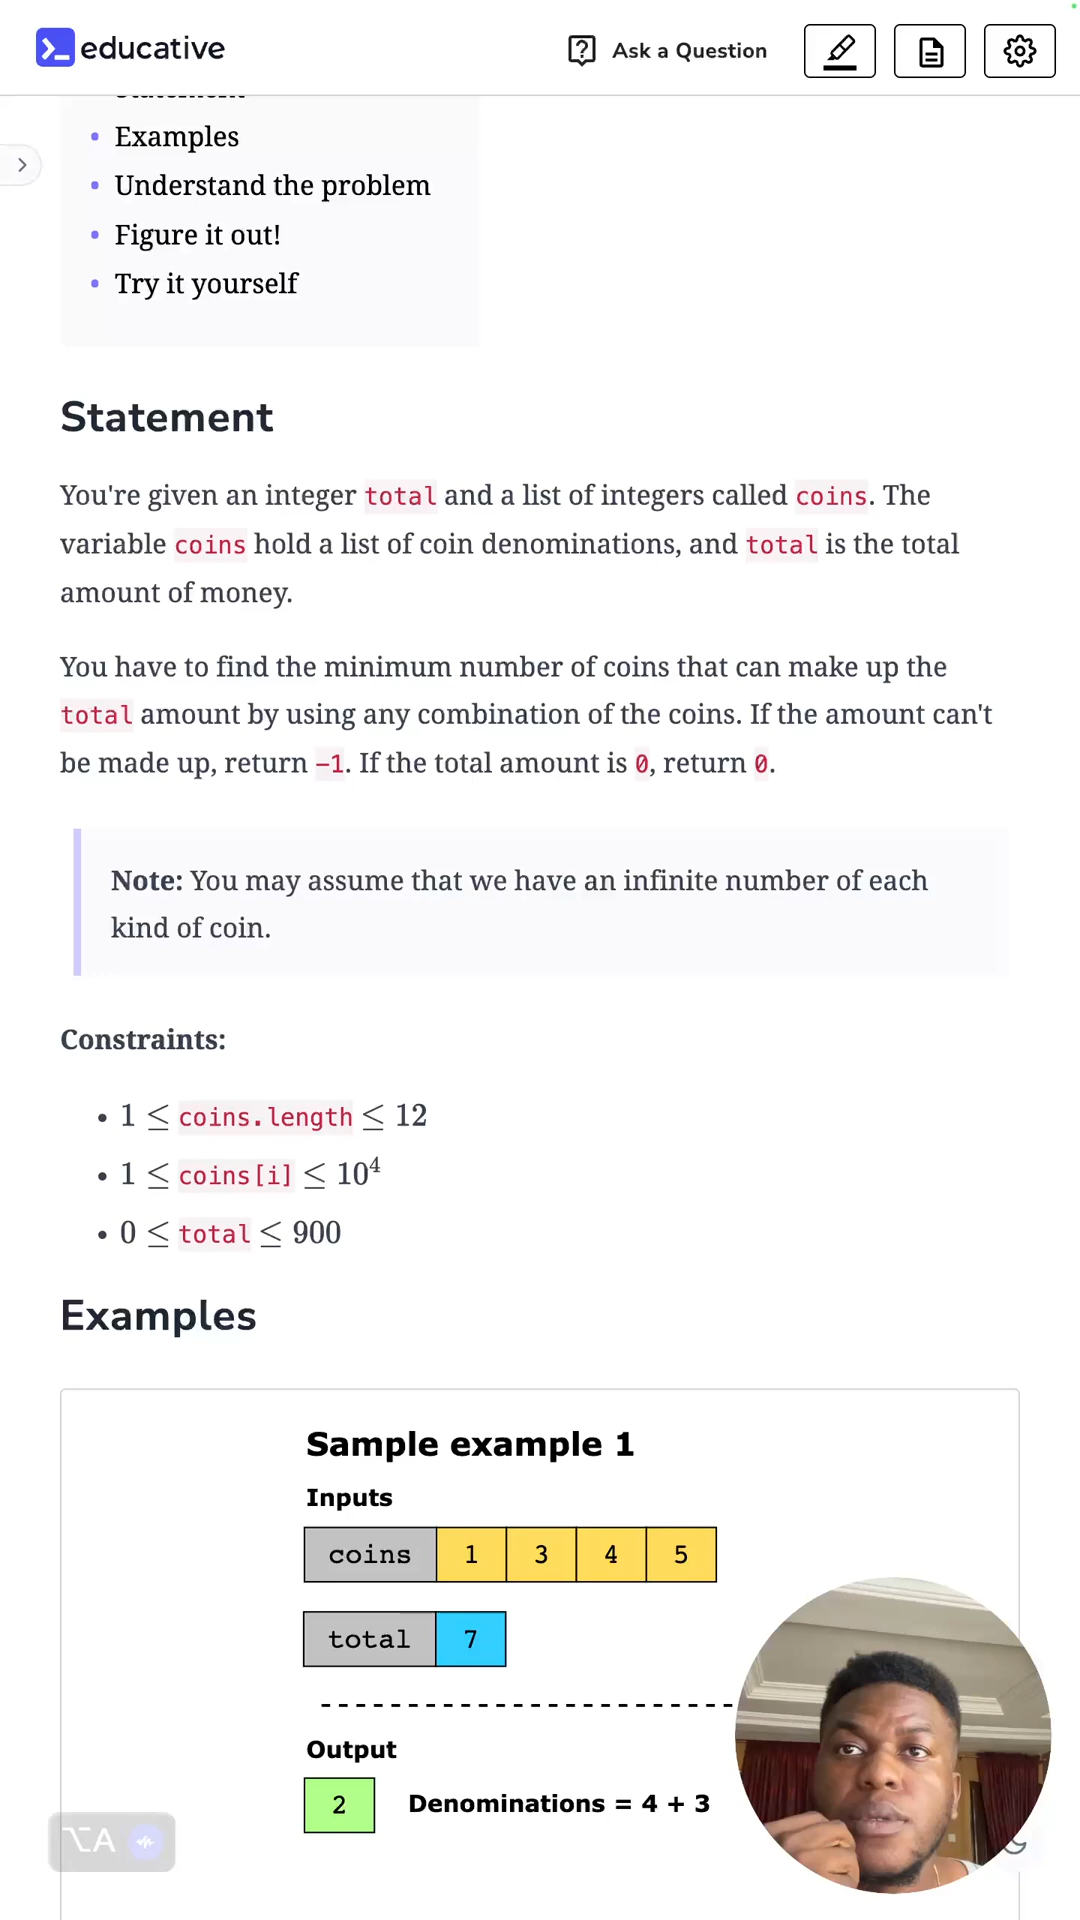 educative
Ask a Question
Statement
Examples
Understand the problem
Figure it out!
Try it yourself
Statement
You're given an integer total and a list of integers called coins. The
variable coins hold a list of coin denominations, and total is the total
amount of money.
You have to find the minimum number of coins that can make up the
total amount by using any combination of the coins. If the amount can't
be made up, return -1. If the total amount is 0, return 0.
Note: You may assume that we have an infinite number of each
kind of coin.
Constraints:
1 ≤ coins.length ≤ 12
1 ≤ coins[i] ≤ 10⁴
0 ≤ total ≤ 900
Examples
Sample example 1
Inputs
coins 1 3 4 5
total 7
Output
2 Denominations = 4 + 3
⌥A